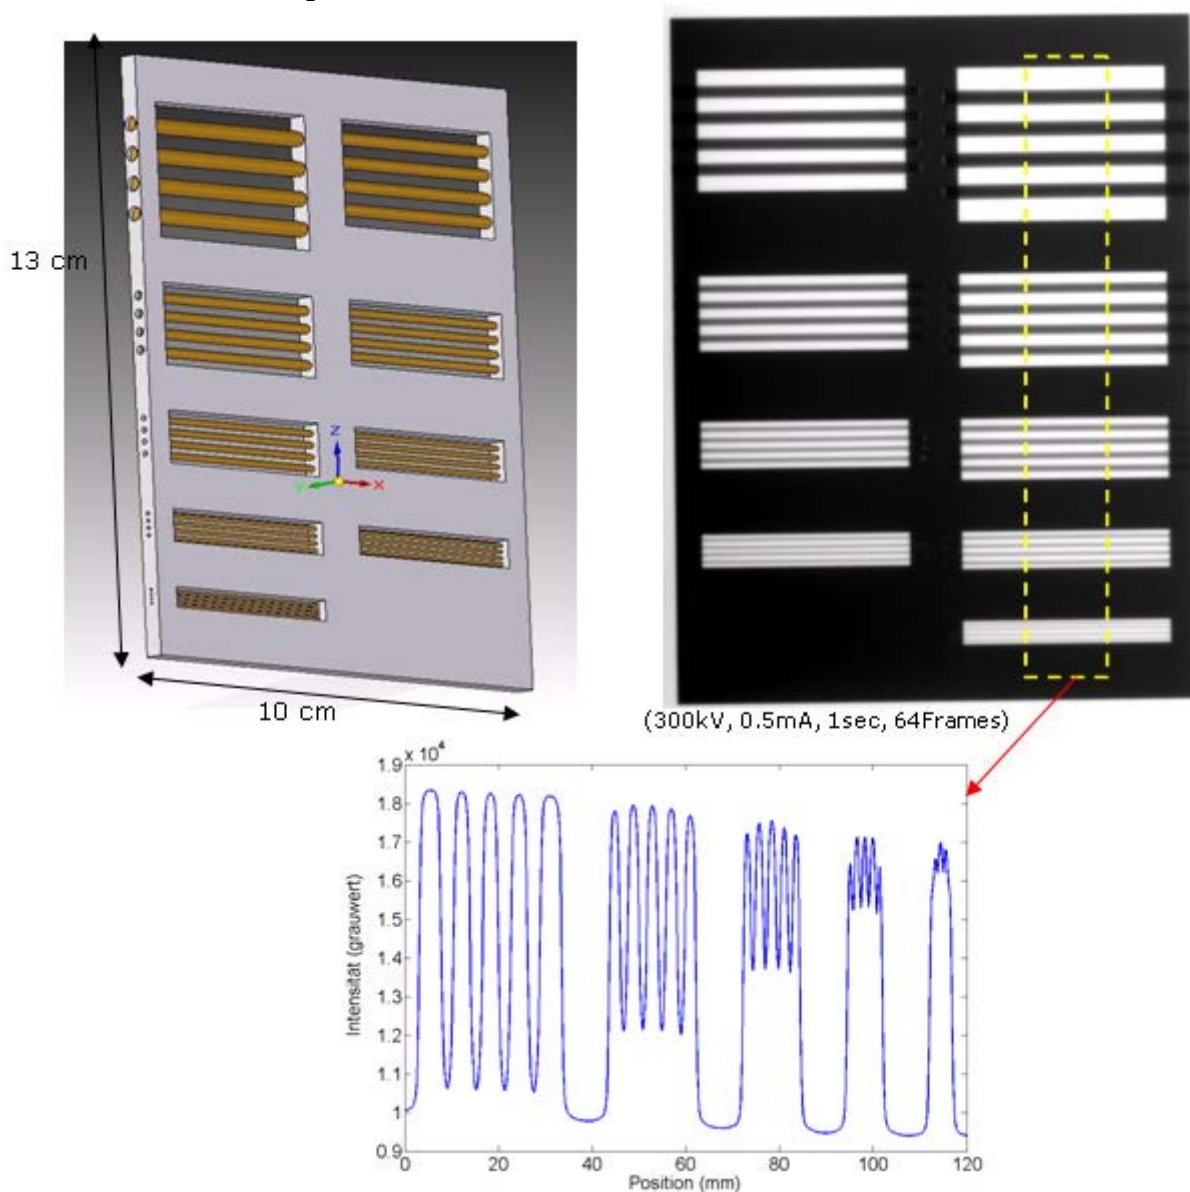 13 cm
10 cm
Z
Y
X
(300kV, 0.5mA, 1sec, 64Frames)
x 10⁴
1.9
1.8
1.7
1.6
1.5
1.4
1.3
1.2
1.1
1
0.9
Intensitat (grauwert)
0 20 40 60 80 100 120
Position (mm)